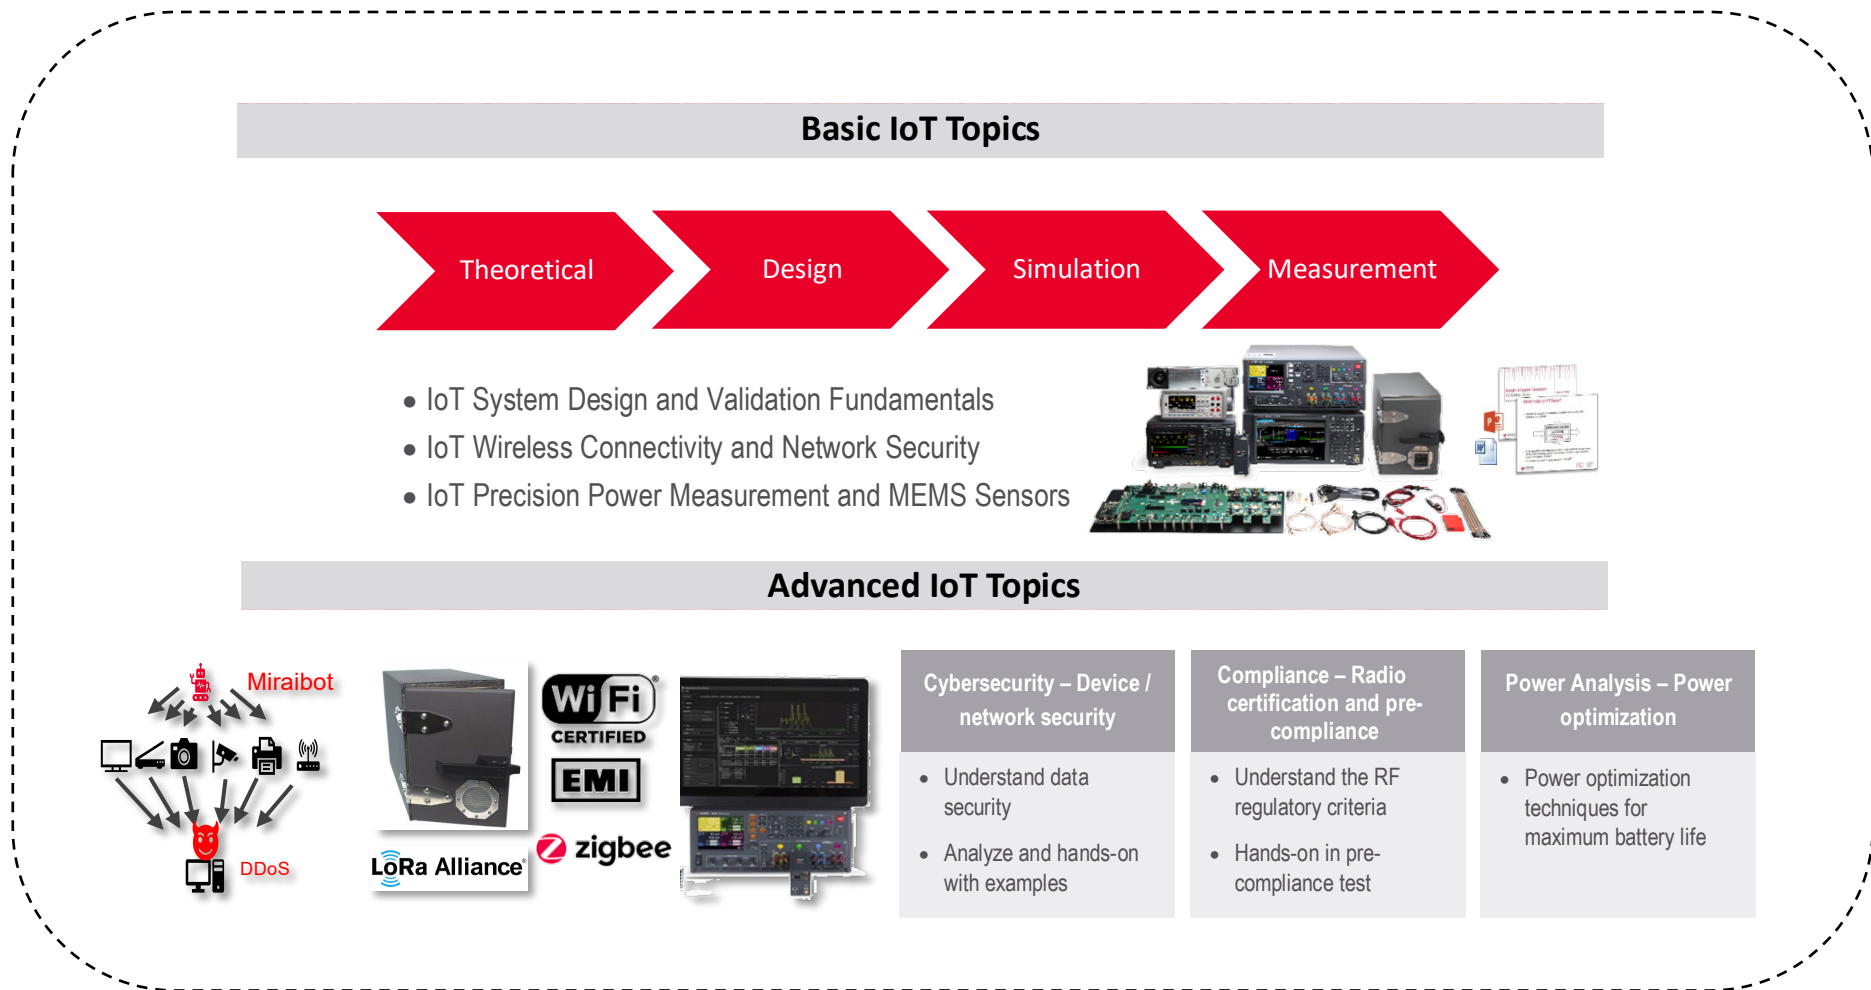 Basic IoT Topics
Theoretical
Design
Simulation
Measurement
● IoT System Design and Validation Fundamentals
● IoT Wireless Connectivity and Network Security
● IoT Precision Power Measurement and MEMS Sensors
Advanced IoT Topics
Miraibot
DDoS
LoRa Alliance®
Wi Fi®
CERTIFIED
EMI
zigbee
Cybersecurity – Device /
network security
● Understand data
security
● Analyze and hands-on
with examples
Compliance – Radio
certification and pre-
compliance
● Understand the RF
regulatory criteria
● Hands-on in pre-
compliance test
Power Analysis – Power
optimization
● Power optimization
techniques for
maximum battery life